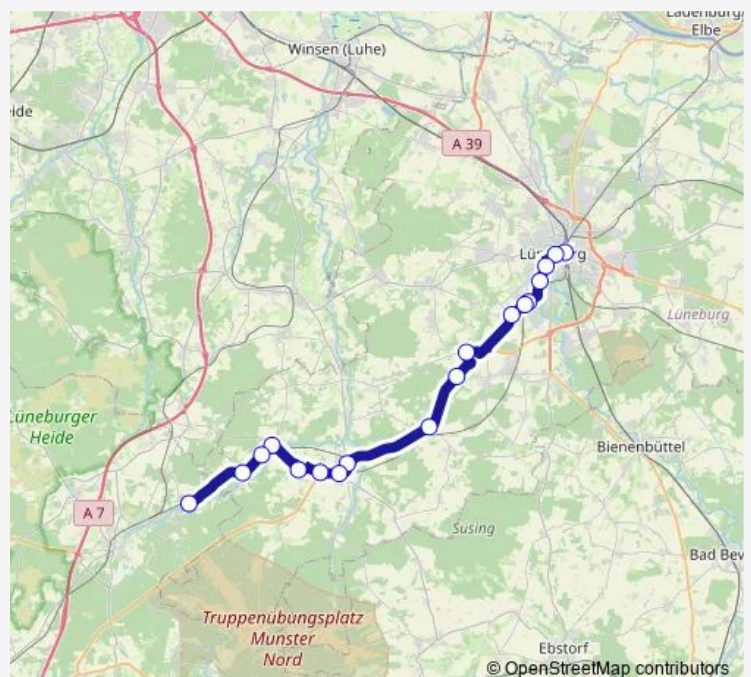 Lauenburg/
Elbe
Winsen (Luhe)
eide
A 39
Lüneburg
Lüneburg
Lüneburger
Heide
Bienenbüttel
A 7
Susing
Bad Bev
Truppenübungsplatz
Munster
Nord
Ebstorf
© OpenStreetMap contributors